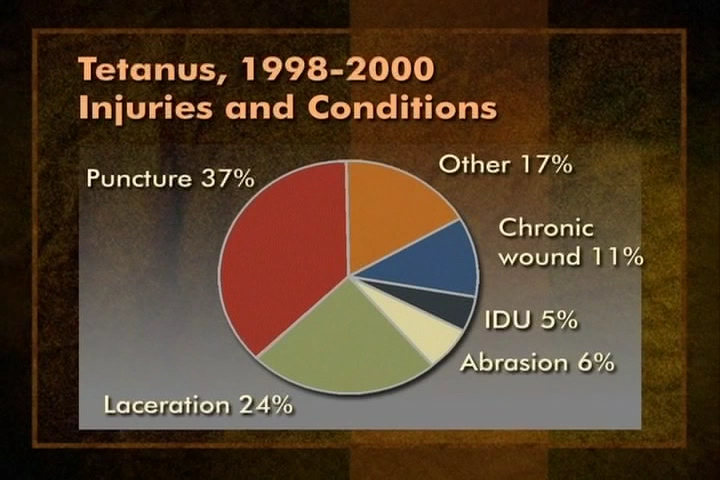 Tetanus, 1998-2000
Injuries and Conditions
Puncture 37%
Other 17%
Chronic
wound 11%
IDU 5%
Abrasion 6%
Laceration 24%